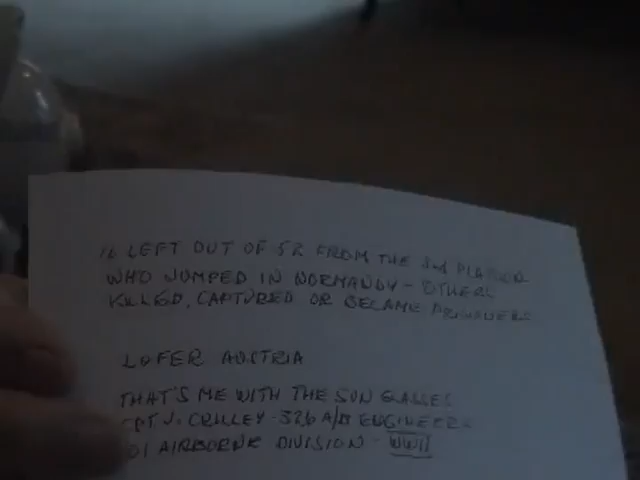 16 LEFT OUT OF 52 FROM THE PLATOON
WHO JUMPED IN NORMANDY - OTHERS
KILLED, CAPTURED OR BECAME PRISONERS
LOFER AUSTRIA
THAT'S ME WITH THE SUN GLASSES
J. CRILLEY - 326 A/B ENGINEERS
01 AIRBORNE DIVISION - WWII